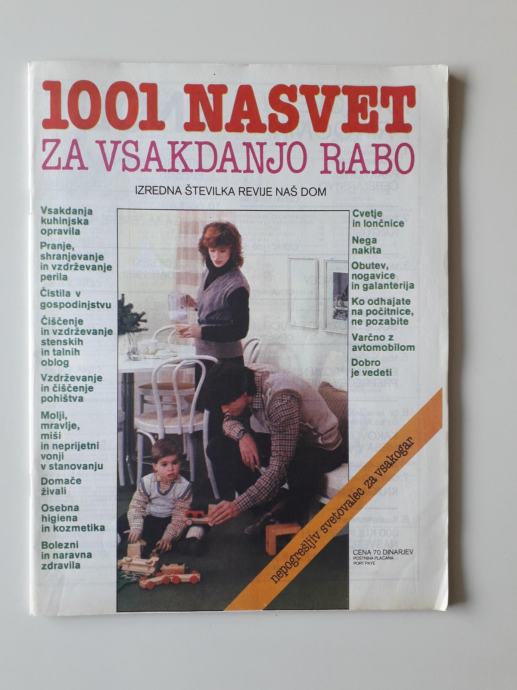 1001 NASVET
ZA VSAKDANJO RABO
IZREDNA ŠTEVILKA REVIJE NAŠ DOM
Vsakdanja
kuhinjska
opravila
Pranje,
shranjevanje
in vzdrževanje
perila
Čistila v
gospodinjstvu
Čiščenje
in vzdrževanje
stenskih
in talnih
oblog
Vzdrževanje
in čiščenje
pohištva
Molji,
mravlje,
miši
in neprijetni
vonji
v stanovanju
Domače
živali
Osebna
higiena
in kozmetika
Bolezni
in naravna
zdravila
Cvetje
in lončnice
Nega
nakita
Obutev,
nogavice
in galanterija
Ko odhajate
na počitnice,
ne pozabite
Varčno z
avtomobilom
Dobro
je vedeti
nepogrešljiv svetovalec za vsakogar
CENA 70 DINARJEV
POŠTNINA PLAČANA
PORT PAYE